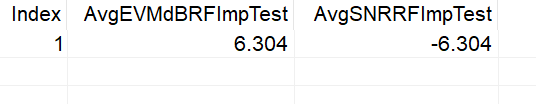 Index AvgEVMdBRFImpTest AvgSNRRFImpTest
1 6.304 -6.304